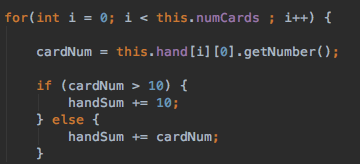 for(int i = 0; i < this.numCards ; i++) {
cardNum = this.hand[i][0].getNumber();
if (cardNum > 10) {
handSum += 10;
} else {
handSum += cardNum;
}